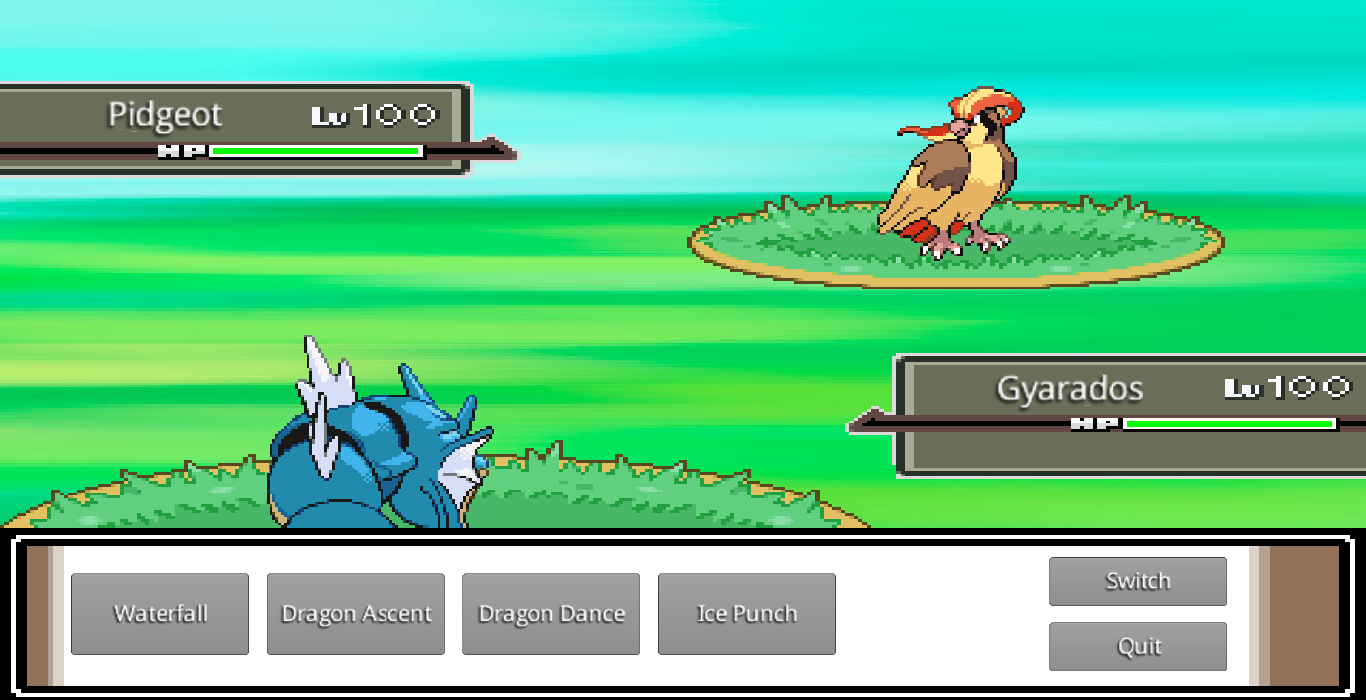 Pidgeot Lv100
HP
Gyarados Lv100
HP
Waterfall
Dragon Ascent
Dragon Dance
Ice Punch
Switch
Quit